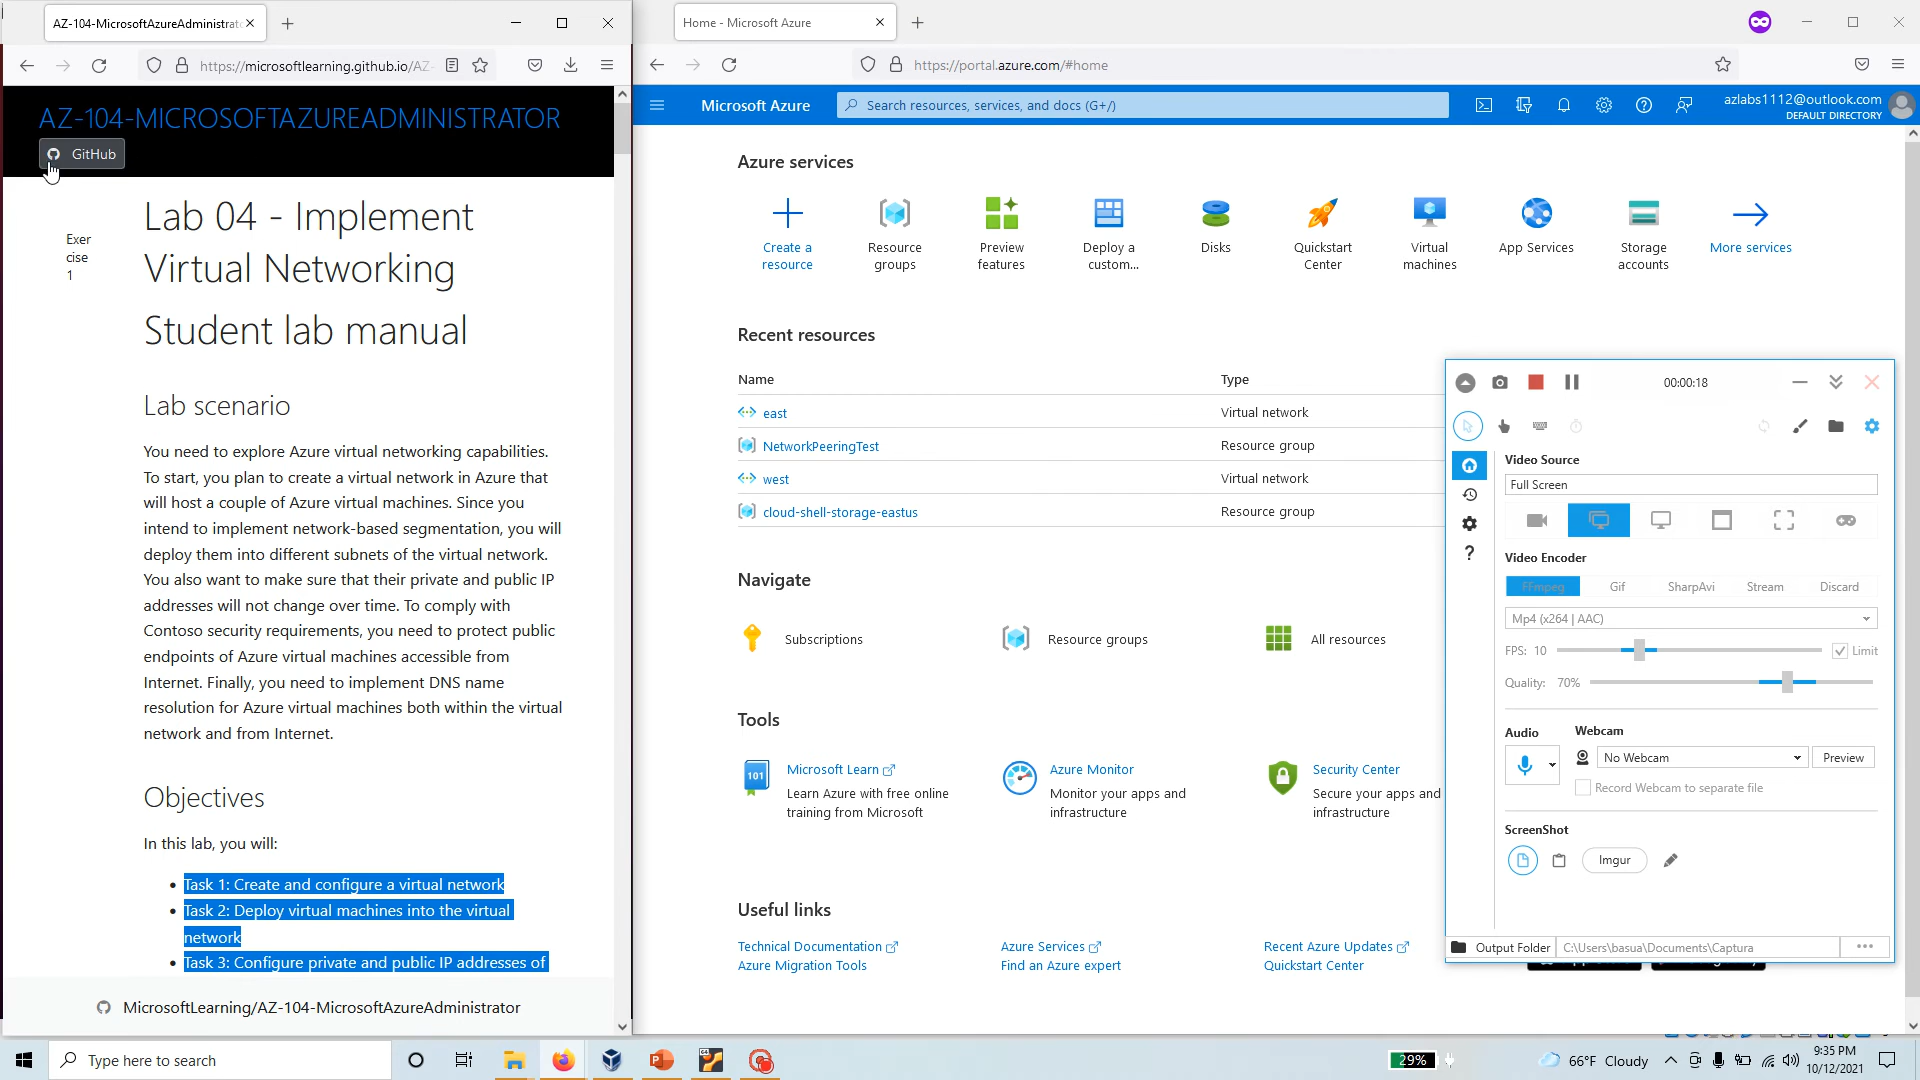 AZ-104-MicrosoftAzureAdministrat
https://microsoftlearning.github.io/AZ-
AZ-104-MICROSOFTAZUREADMINISTRATOR
GitHub
Exer
cise
1
Lab 04 - Implement
Virtual Networking
Student lab manual
Lab scenario
You need to explore Azure virtual networking capabilities.
To start, you plan to create a virtual network in Azure that
will host a couple of Azure virtual machines. Since you
intend to implement network-based segmentation, you will
deploy them into different subnets of the virtual network.
You also want to make sure that their private and public IP
addresses will not change over time. To comply with
Contoso security requirements, you need to protect public
endpoints of Azure virtual machines accessible from
Internet. Finally, you need to implement DNS name
resolution for Azure virtual machines both within the virtual
network and from Internet.
Objectives
In this lab, you will:
Task 1: Create and configure a virtual network
Task 2: Deploy virtual machines into the virtual
network
Task 3: Configure private and public IP addresses of
MicrosoftLearning/AZ-104-MicrosoftAzureAdministrator
Home - Microsoft Azure
https://portal.azure.com/#home
Microsoft Azure
Search resources, services, and docs (G+/)
azlabs1112@outlook.com
DEFAULT DIRECTORY
Azure services
Create a
resource
Resource
groups
Preview
features
Deploy a
custom...
Disks
Quickstart
Center
Virtual
machines
App Services
Storage
accounts
More services
Recent resources
Name Type
east Virtual network
NetworkPeeringTest Resource group
west Virtual network
cloud-shell-storage-eastus Resource group
Navigate
Subscriptions Resource groups All resources
Tools
101
Microsoft Learn
Learn Azure with free online
training from Microsoft
Azure Monitor
Monitor your apps and
infrastructure
Security Center
Secure your apps and
infrastructure
Useful links
Technical Documentation Azure Services Recent Azure Updates
Azure Migration Tools Find an Azure expert Quickstart Center
00:00:18
Video Source
Full Screen
Video Encoder
FFmpeg Gif SharpAvi Stream Discard
Mp4 (x264 | AAC)
FPS: 10 Limit
Quality: 70%
Audio Webcam
No Webcam Preview
Record Webcam to separate file
ScreenShot
Imgur
Output Folder C:\Users\basua\Documents\Captura ...
Type here to search
29%
66°F Cloudy
9:35 PM
10/12/2021